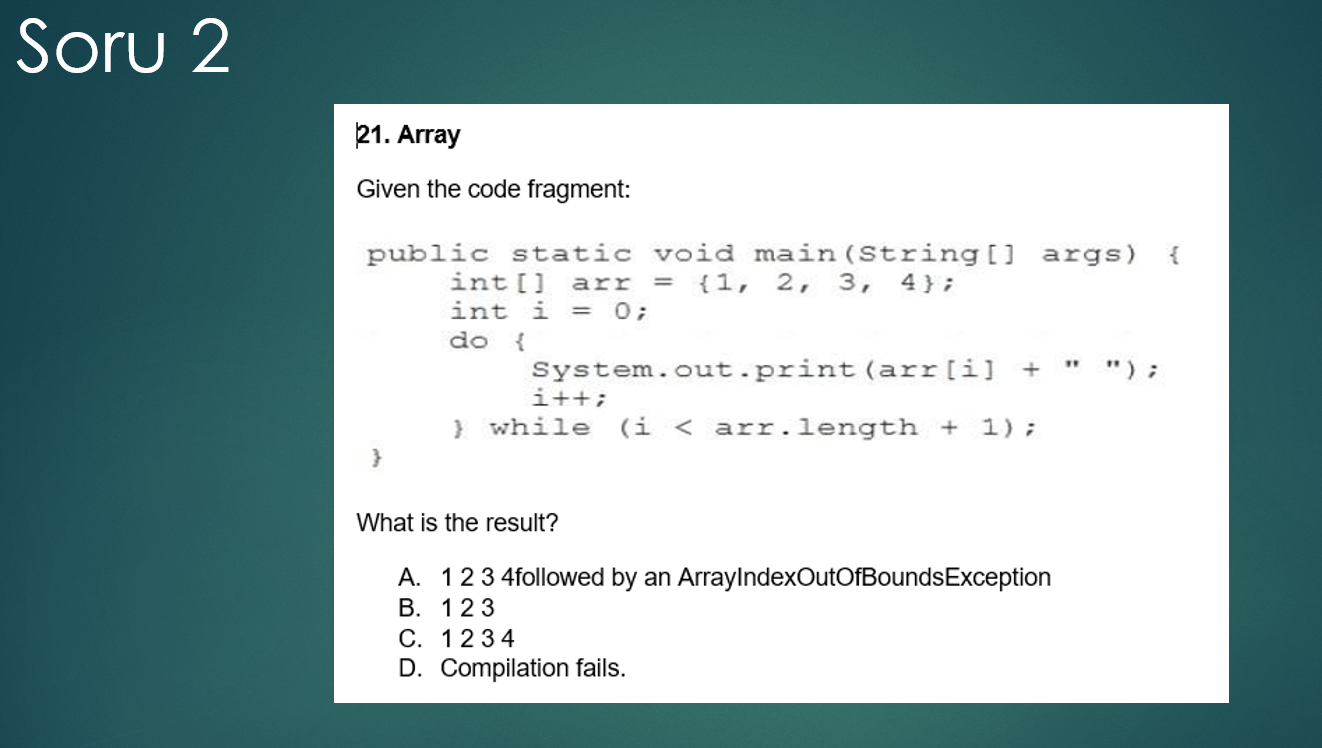 Soru 2
21. Array
Given the code fragment:
public static void main(String[] args) {
int[] arr = {1, 2, 3, 4};
int i = 0;
do {
System.out.print(arr[i] + " ");
i++;
} while (i < arr.length + 1);
}
What is the result?
A. 1 2 3 4followed by an ArrayIndexOutOfBoundsException
B. 1 2 3
C. 1 2 3 4
D. Compilation fails.